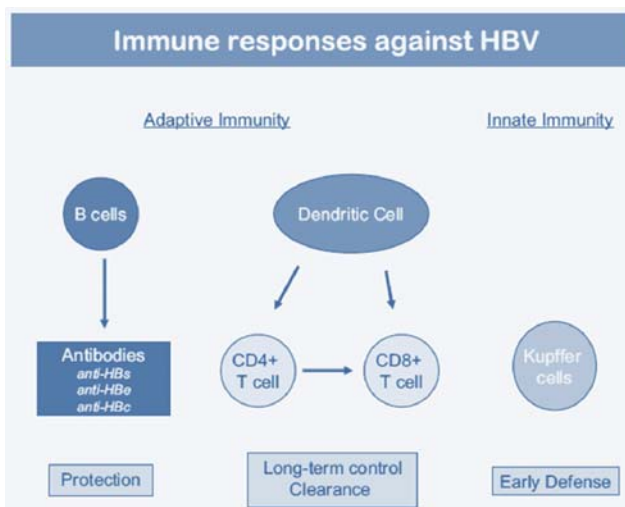 Immune responses against HBV
Adaptive Immunity
Innate Immunity
B cells
Dendritic Cell
Antibodies
anti-HBs
anti-HBe
anti-HBc
CD4+
T cell
CD8+
T cell
Kupffer
cells
Protection
Long-term control
Clearance
Early Defense